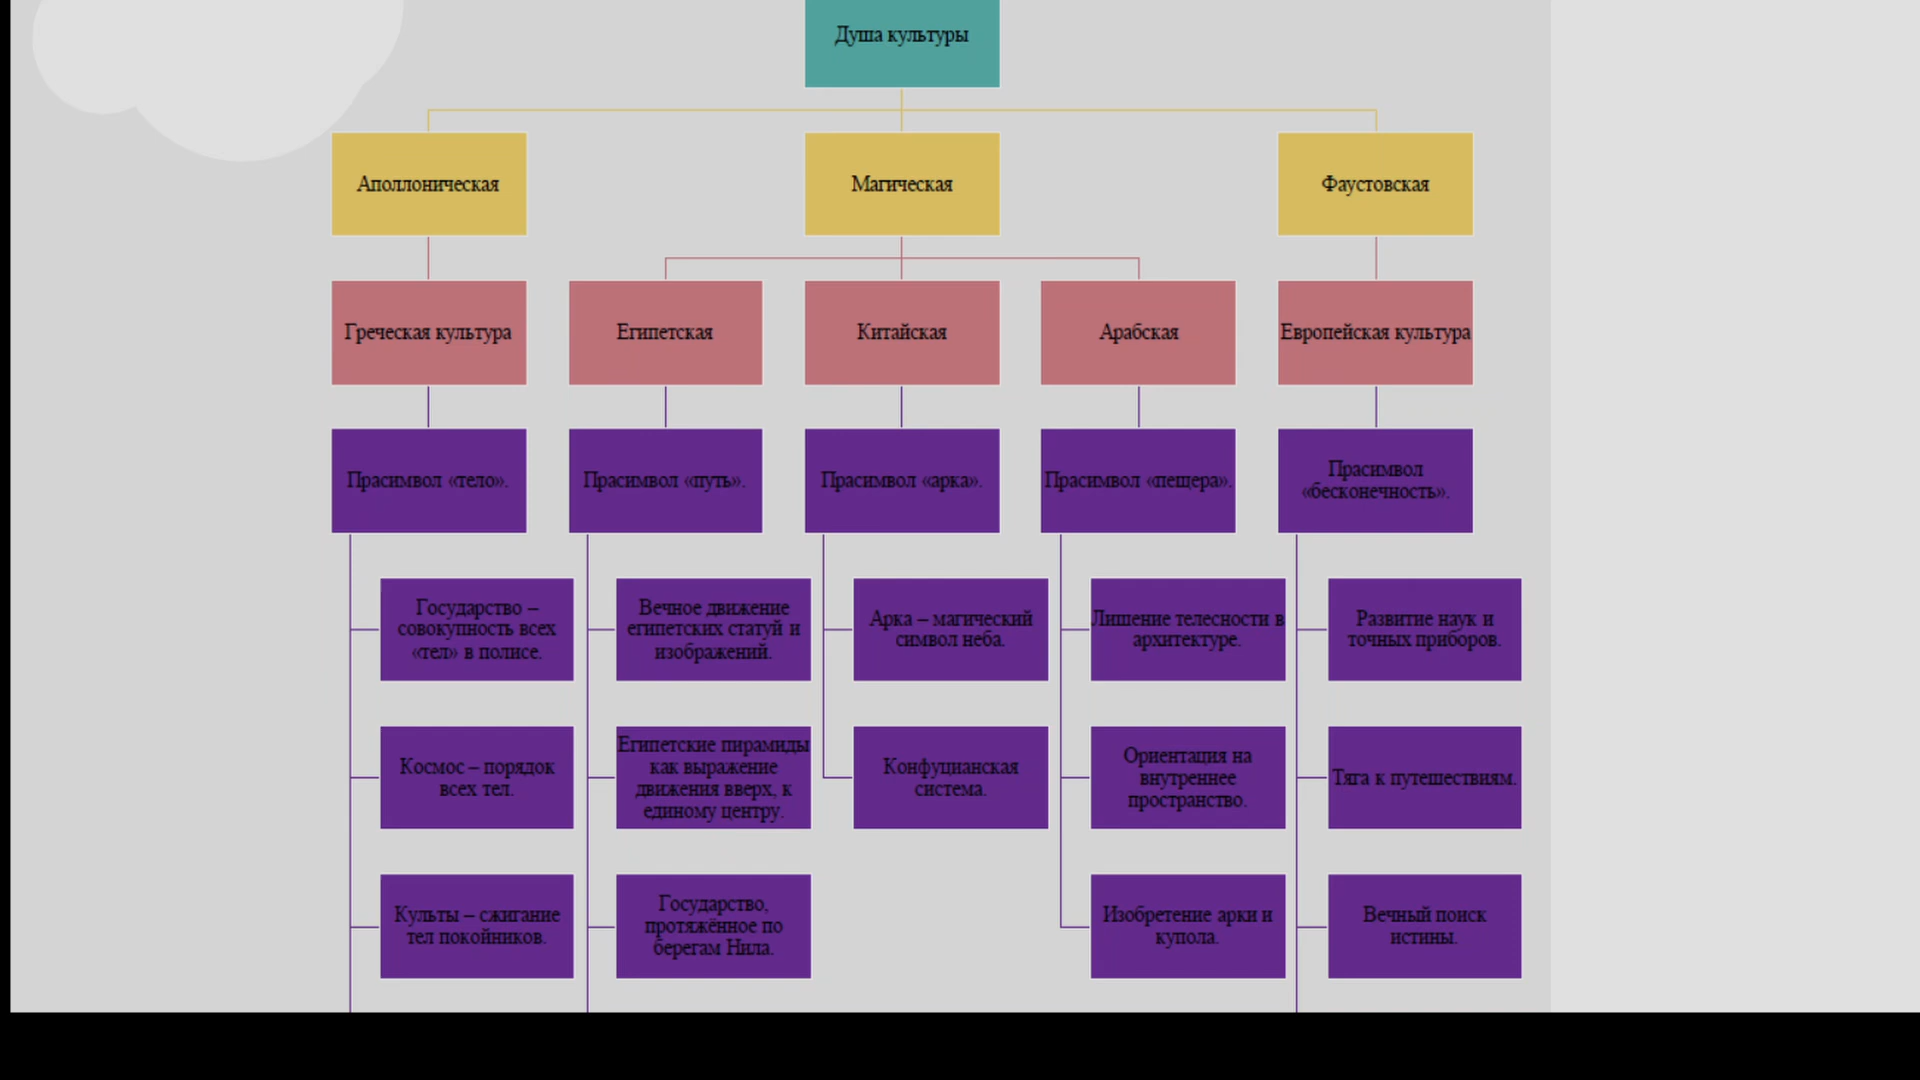 Душа культуры
Аполлоническая
Магическая
Фаустовская
Греческая культура
Египетская
Китайская
Арабская
Европейская культура
Прасимвол «тело».
Прасимвол «путь».
Прасимвол «арка».
Прасимвол «пещера».
Прасимвол
«бесконечность».
Государство –
совокупность всех
«тел» в полисе.
Вечное движение
египетских статуй и
изображений.
Арка – магический
символ неба.
Лишение телесности в
архитектуре.
Развитие наук и
точных приборов.
Космос – порядок
всех тел.
Египетские пирамиды
как выражение
движения вверх, к
единому центру.
Конфуцианская
система.
Ориентация на
внутреннее
пространство.
Тяга к путешествиям.
Культы – сжигание
тел покойников.
Государство,
протяжённое по
берегам Нила.
Изобретение арки и
купола.
Вечный поиск
истины.